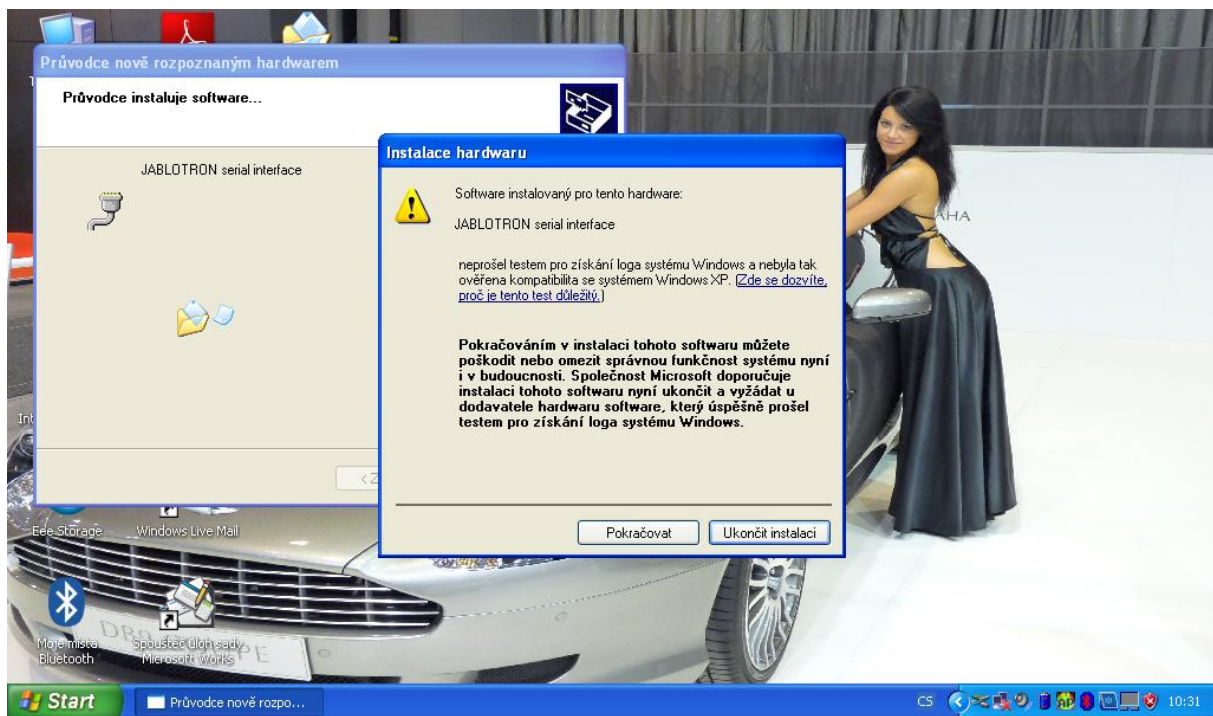 Průvodce nově rozpoznaným hardwarem
Průvodce instaluje software...
JABLOTRON serial interface
Instalace hardwaru
Software instalovaný pro tento hardware:
JABLOTRON serial interface
neprošel testem pro získání loga systému Windows a nebyla tak
ověřena kompatibilita se systémem Windows XP. (Zde se dozvíte,
proč je tento test důležitý.)
Pokračováním v instalaci tohoto softwaru můžete
poškodit nebo omezit správnou funkčnost systému nyní
i v budoucnosti. Společnost Microsoft doporučuje
instalaci tohoto softwaru nyní ukončit a vyžádat u
dodavatele hardwaru software, který úspěšně prošel
testem pro získání loga systému Windows.
< Z
Pokračovat
Ukončit instalaci
AHA
Int
Eee Storage
Windows Live Mail
Moje místa
Bluetooth
Spouštěč úloh sady
Microsoft Works
Start
Průvodce nově rozpo...
CS
10:31